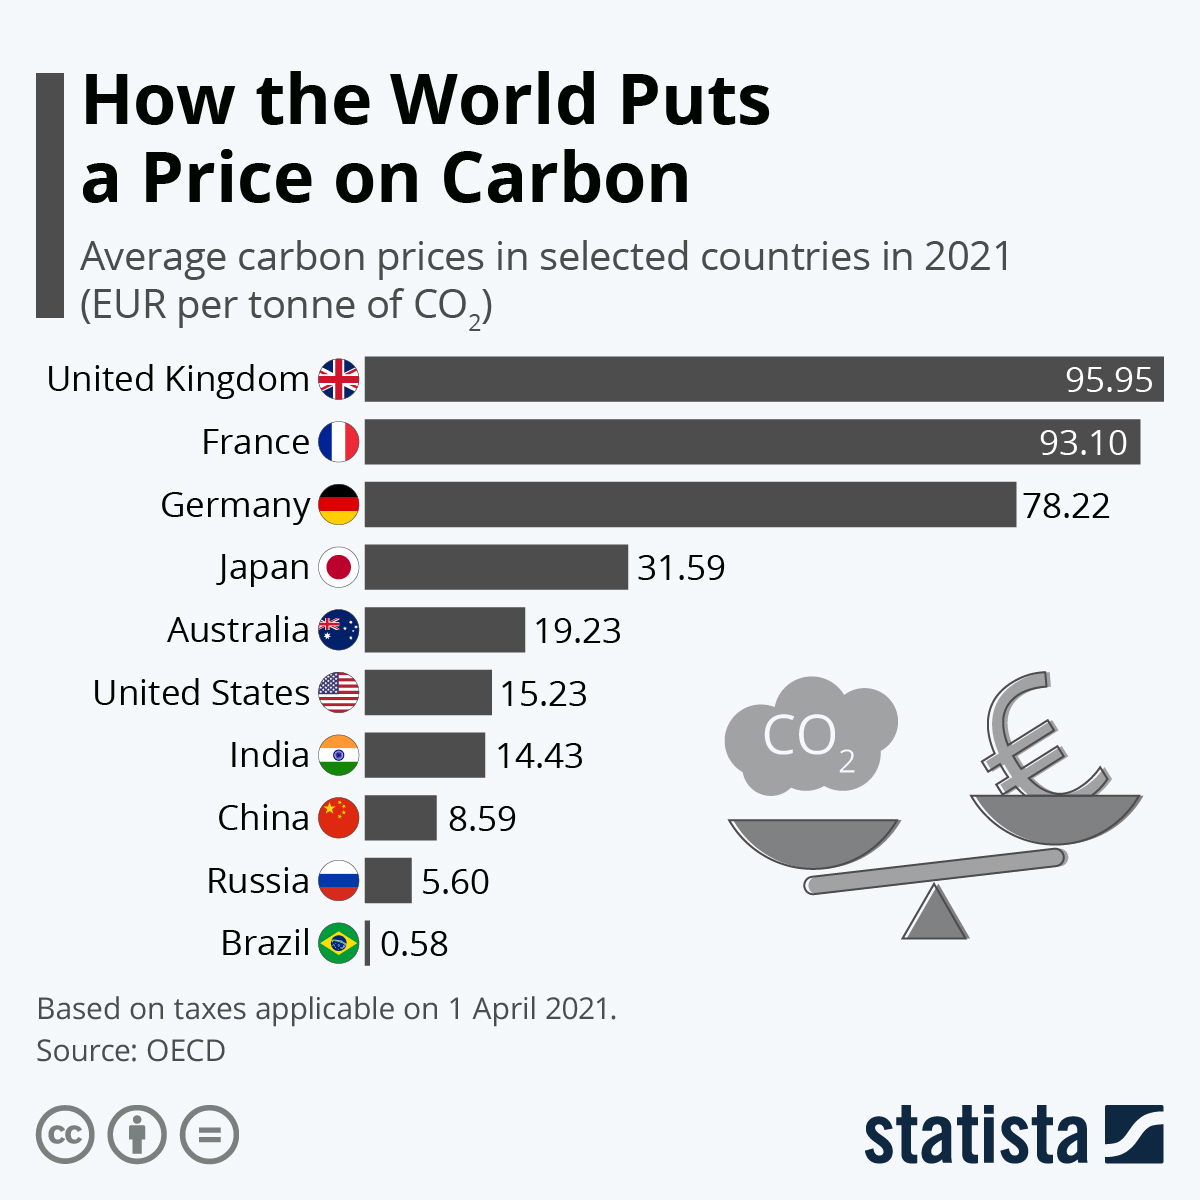 How the World Puts
a Price on Carbon
Average carbon prices in selected countries in 2021
(EUR per tonne of CO₂)
United Kingdom 95.95
France 93.10
Germany 78.22
Japan 31.59
Australia 19.23
United States 15.23
India 14.43
China 8.59
Russia 5.60
Brazil 0.58
CO₂
€
Based on taxes applicable on 1 April 2021.
Source: OECD
cc
statista